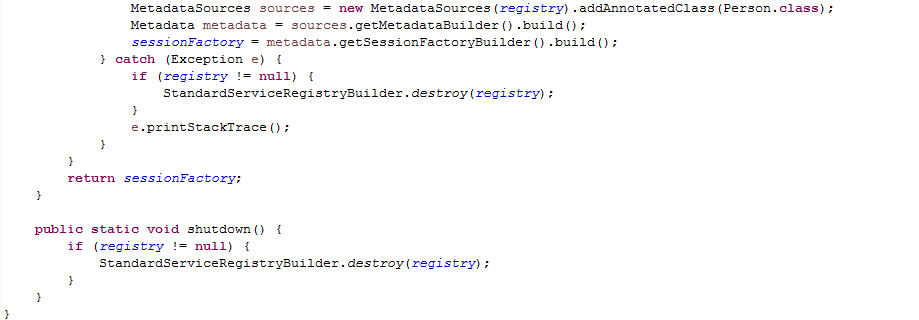 MetadataSources sources = new MetadataSources(registry).addAnnotatedClass(Person.class);
Metadata metadata = sources.getMetadataBuilder().build();
sessionFactory = metadata.getSessionFactoryBuilder().build();
} catch (Exception e) {
if (registry != null) {
StandardServiceRegistryBuilder.destroy(registry);
}
e.printStackTrace();
}
}
return sessionFactory;
}
public static void shutdown() {
if (registry != null) {
StandardServiceRegistryBuilder.destroy(registry);
}
}
}